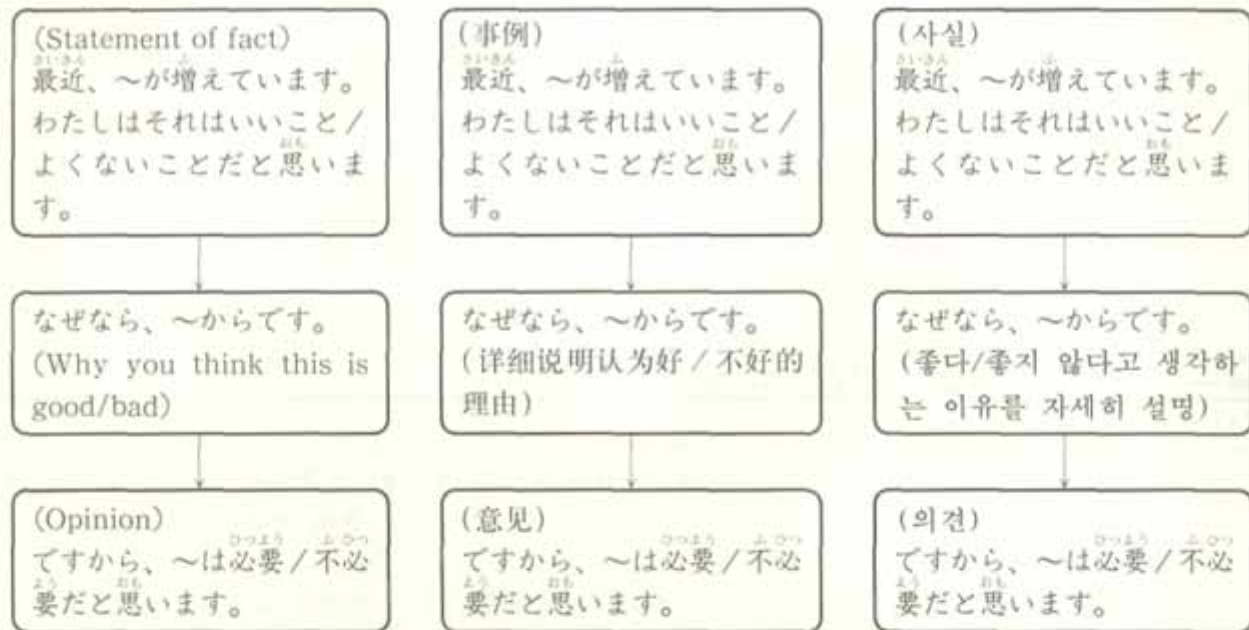 (Statement of fact)
最近、～が増えています。
わたしはそれはいいこと/
よくないことだと思いま
す。
なぜなら、～からです。
(Why you think this is
good/bad)
(Opinion)
ですから、～は必要/不必
要だと思います。
(事例)
最近、～が増えています。
わたしはそれはいいこと/
よくないことだと思いま
す。
なぜなら、～からです。
(详细说明认为好/不好的
理由)
(意见)
ですから、～は必要/不必
要だと思います。
(사실)
最近、～が増えています。
わたしはそれはいいこと/
よくないことだと思いま
す。
なぜなら、～からです。
(좋다/좋지 않다고 생각하
는 이유를 자세히 설명)
(의견)
ですから、～は必要/不必
要だと思います。